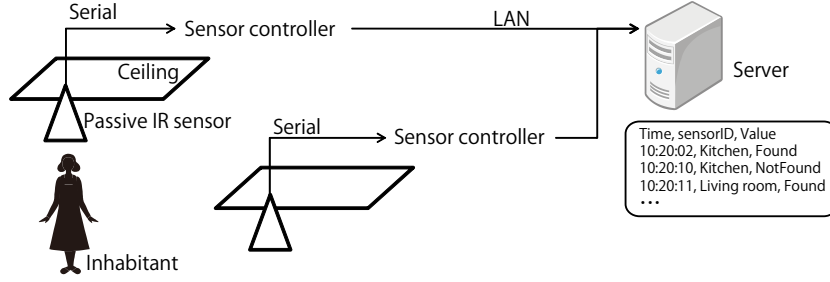 Serial
Sensor controller
LAN
Ceiling
Server
Passive IR sensor
Serial
Sensor controller
Time, sensorID, Value
10:20:02, Kitchen, Found
10:20:10, Kitchen, NotFound
10:20:11, Living room, Found
･･･
Inhabitant